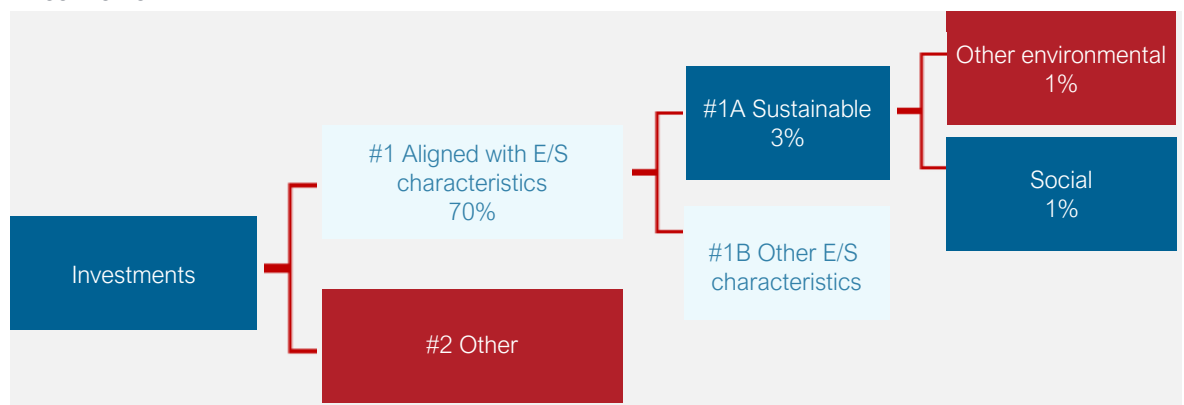 Investments
#1 Aligned with E/S
characteristics
70%
#2 Other
#1A Sustainable
3%
#1B Other E/S
characteristics
Other environmental
1%
Social
1%